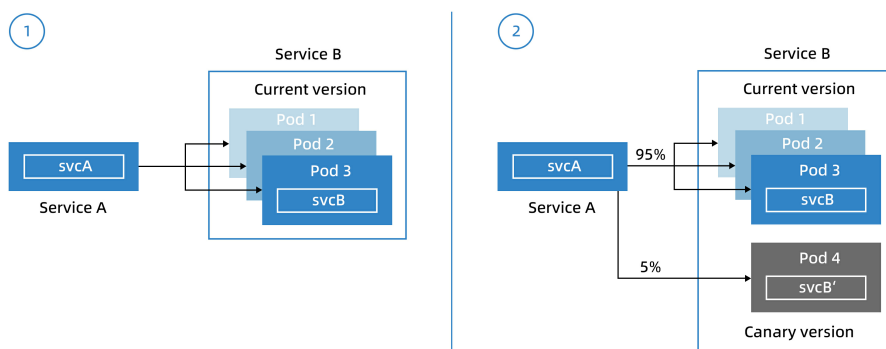 1
Service B
Current version
Pod 1
Pod 2
Pod 3
svcA
svcB
Service A
2
Service B
Current version
Pod 1
Pod 2
95%
Pod 3
svcA
svcB
Service A
Pod 4
5%
svcB’
Canary version